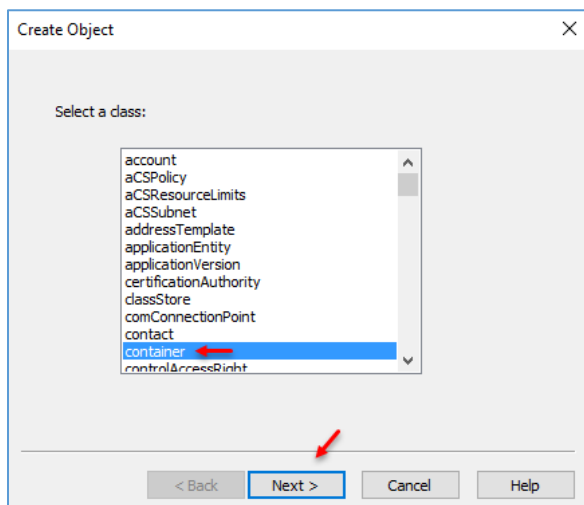 Create Object
Select a class:
account
aCSPolicy
aCSResourceLimits
aCSSubnet
addressTemplate
applicationEntity
applicationVersion
certificationAuthority
classStore
comConnectionPoint
contact
container
controlAccessRight
< Back Next > Cancel Help